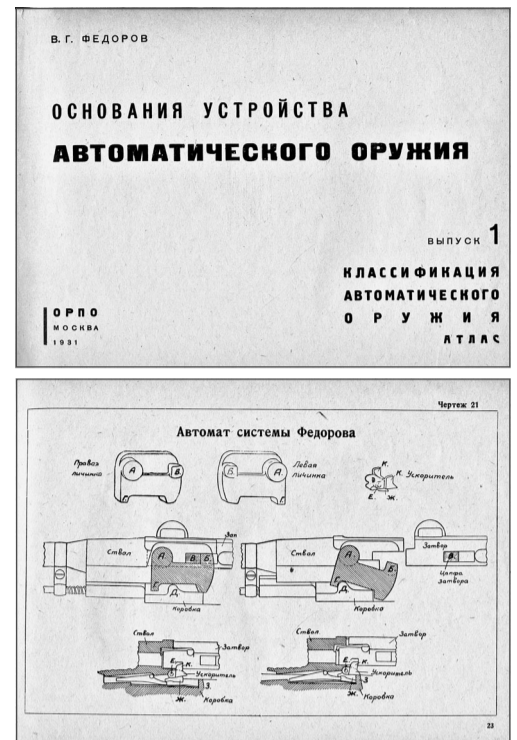 В. Г. ФЕДОРОВ
ОСНОВАНИЯ УСТРОЙСТВА
АВТОМАТИЧЕСКОГО ОРУЖИЯ
ВЫПУСК 1
КЛАССИФИКАЦИЯ
АВТОМАТИЧЕСКОГО
ОРУЖИЯ
АТЛАС
ОРПО
МОСКВА
1931
Чертеж 21
Автомат системы Федорова
Правая личинка
А
В.
В.
А.
Левая личинка
К.
К. Ускоритель
Е.
Ж.
Ствол
А.
В.
Б.
Г.
Д.
Коробка
Ствол
А.
Б.
Г.
Д.
Коробка
Затвор
В.
Цапфа затвора
Ствол
Затвор
Е.
К.
Ускоритель
З
Коробка
Ж.
Ствол
Затвор
Е.
К.
Ускоритель
З
Коробка
Ж.
23